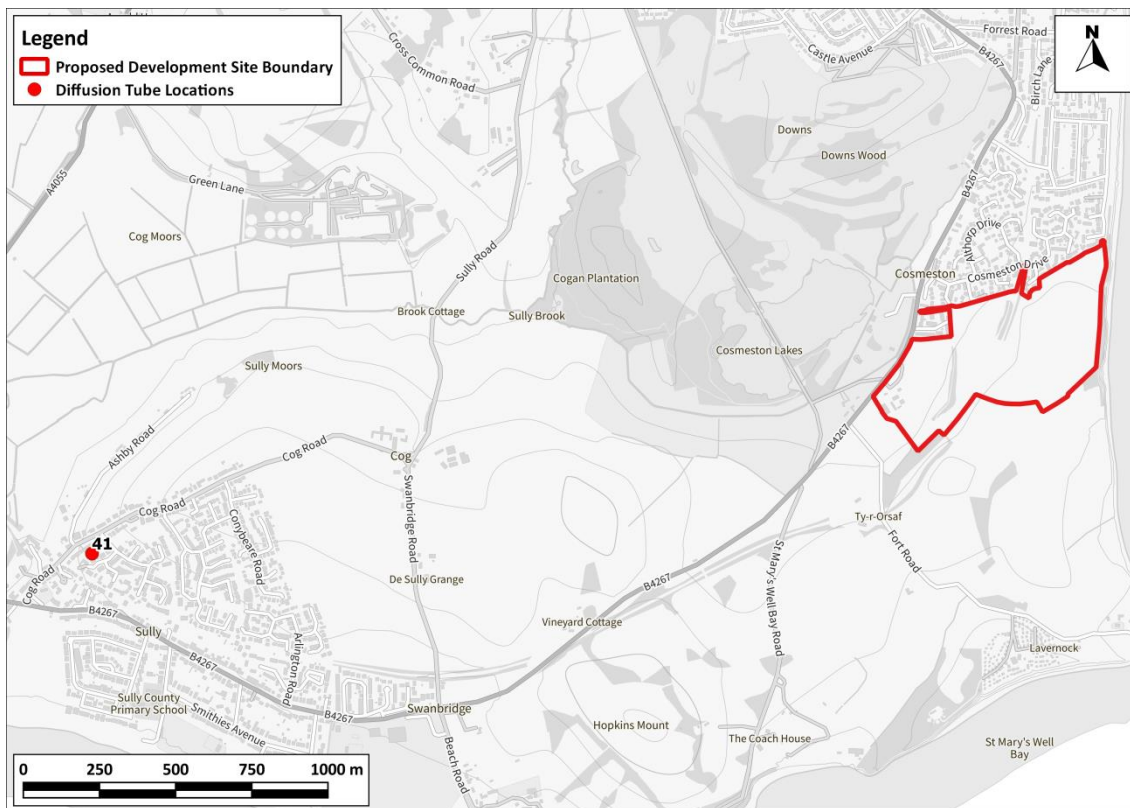 Legend
Proposed Development Site Boundary
Diffusion Tube Locations
N
Cross Common Road
Castle Avenue
Forrest Road
B4267
Birch Lane
Downs
Downs Wood
A4055
Green Lane
B4267
Cog Moors
Althorp Drive
Sully Road
Cosmeston Drive
Cosmeston
Cogan Plantation
Brook Cottage
Sully Brook
Cosmeston Lakes
Sully Moors
Ashby Road
Cog Road
Cog
B4267
Cog Road
Conybeare Road
Swanbridge Road
Ty-r-Orsaf
41
Fort Road
St Mary's Well Bay Road
Cog Road
De Sully Grange
B4267
B4267
Vineyard Cottage
Sully
Arlington Road
Lavernock
Sully County
Primary School
B4267
Smithies Avenue
B4267
Swanbridge
Hopkins Mount
The Coach House
Beach Road
St Mary's Well
Bay
0 250 500 750 1000 m